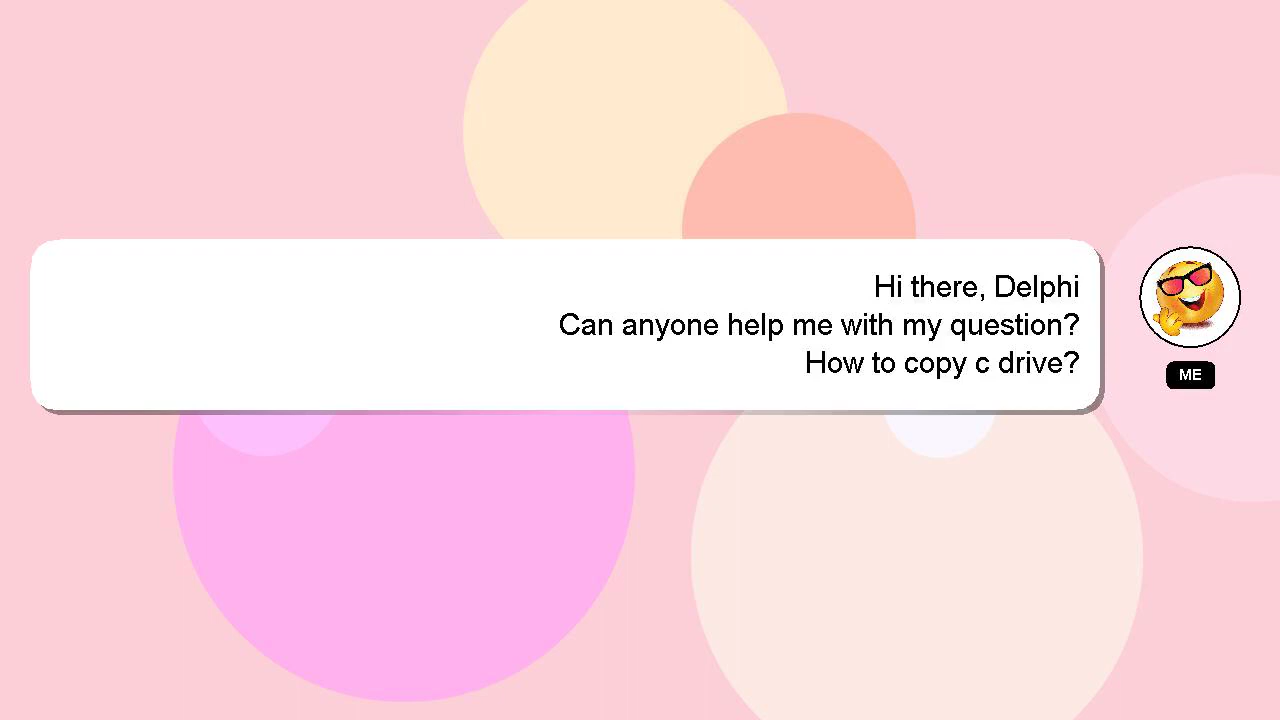 Hi there, Delphi
Can anyone help me with my question?
How to copy c drive?
ME